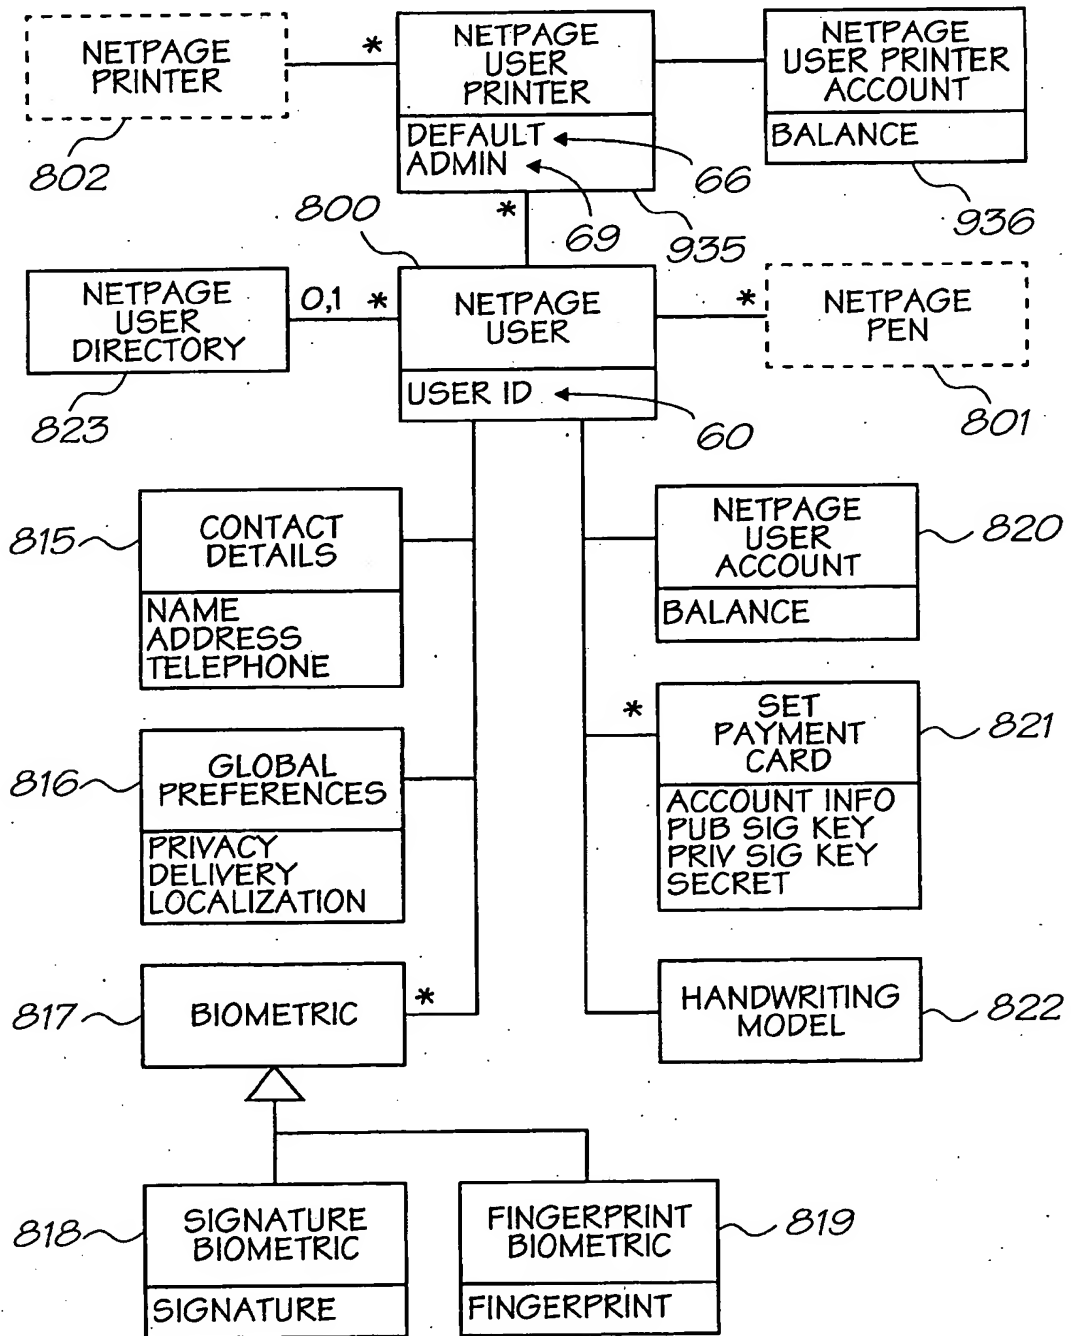 NETPAGE
PRINTER
802
*
NETPAGE
USER
PRINTER
DEFAULT
ADMIN
66
69
935
NETPAGE
USER PRINTER
ACCOUNT
BALANCE
936
*
800
NETPAGE
USER
DIRECTORY
823
0,1
*
NETPAGE
USER
USER ID
60
*
NETPAGE
PEN
801
815
CONTACT
DETAILS
NAME
ADDRESS
TELEPHONE
NETPAGE
USER
ACCOUNT
BALANCE
820
816
GLOBAL
PREFERENCES
PRIVACY
DELIVERY
LOCALIZATION
*
SET
PAYMENT
CARD
ACCOUNT INFO
PUB SIG KEY
PRIV SIG KEY
SECRET
821
817
BIOMETRIC
*
HANDWRITING
MODEL
822
818
SIGNATURE
BIOMETRIC
SIGNATURE
FINGERPRINT
BIOMETRIC
FINGERPRINT
819